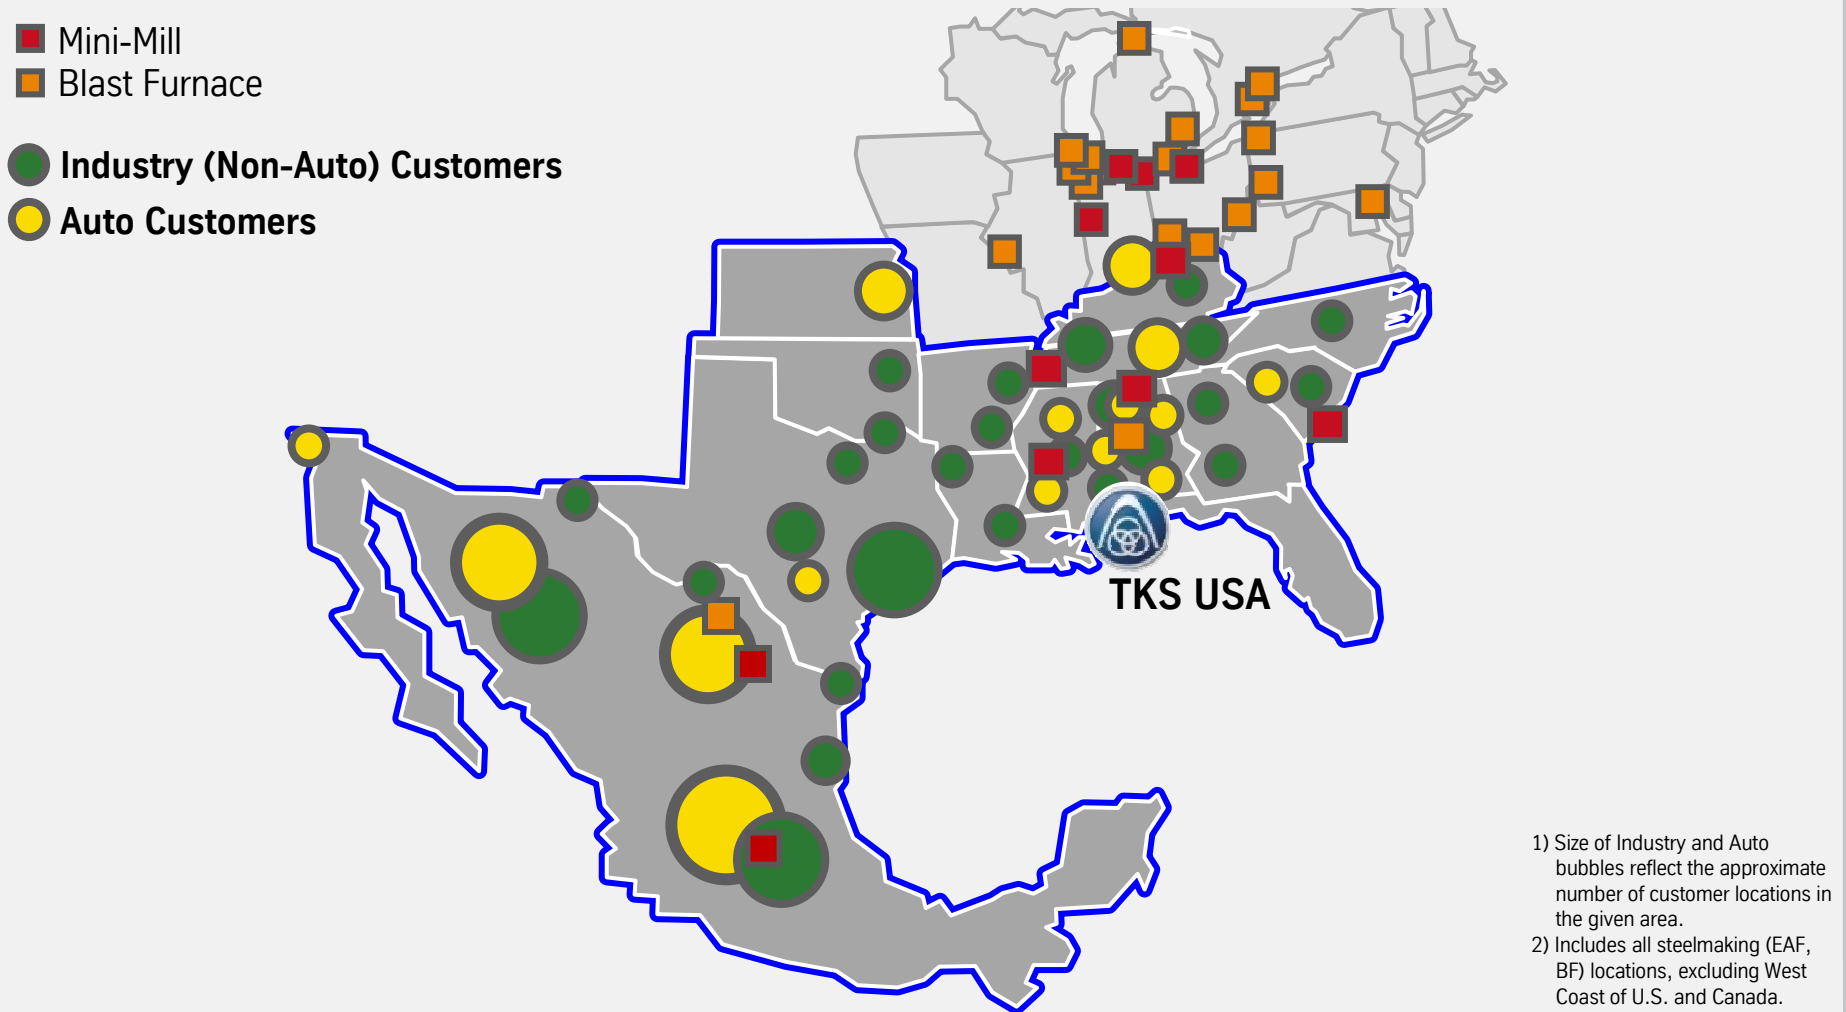 Mini-Mill
Blast Furnace
Industry (Non-Auto) Customers
Auto Customers
TKS USA
1) Size of Industry and Auto
bubbles reflect the approximate
number of customer locations in
the given area.
2) Includes all steelmaking (EAF,
BF) locations, excluding West
Coast of U.S. and Canada.